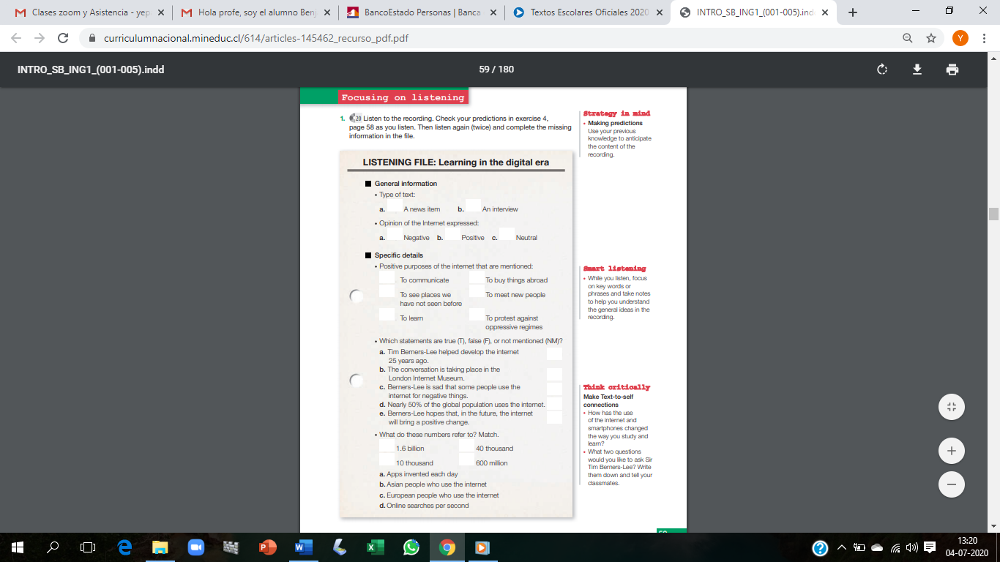 Clases zoom y Asistencia - yep
Hola profe, soy el alumno Benj
BancoEstado Personas | Banca
Textos Escolares Oficiales 2020
INTRO_SB_ING1_(001-005).ind
curriculumnacional.mineduc.cl/614/articles-145462_recurso_pdf.pdf
Y
INTRO_SB_ING1_(001-005).indd
59 / 180
Focusing on listening
1. 20 Listen to the recording. Check your predictions in exercise 4,
page 58 as you listen. Then listen again (twice) and complete the missing
information in the file.
LISTENING FILE: Learning in the digital era
General information
• Type of text:
a. A news item b. An interview
• Opinion of the Internet expressed:
a. Negative b. Positive c. Neutral
Specific details
• Positive purposes of the internet that are mentioned:
To communicate To buy things abroad
To see places we To meet new people
have not seen before
To learn To protest against
oppressive regimes
• Which statements are true (T), false (F), or not mentioned (NM)?
a. Tim Berners-Lee helped develop the internet
25 years ago.
b. The conversation is taking place in the
London Internet Museum.
c. Berners-Lee is sad that some people use the
internet for negative things.
d. Nearly 50% of the global population uses the internet.
e. Berners-Lee hopes that, in the future, the internet
will bring a positive change.
• What do these numbers refer to? Match.
1.6 billion 40 thousand
10 thousand 600 million
a. Apps invented each day
b. Asian people who use the internet
c. European people who use the internet
d. Online searches per second
Strategy in mind
• Making predictions
Use your previous
knowledge to anticipate
the content of the
recording.
Smart listening
• While you listen, focus
on key words or
phrases and take notes
to help you understand
the general ideas in the
recording.
Think critically
Make Text-to-self
connections
• How has the use
of the internet and
smartphones changed
the way you study and
learn?
• What two questions
would you like to ask Sir
Tim Berners-Lee? Write
them down and tell your
classmates.
13:20
04-07-2020